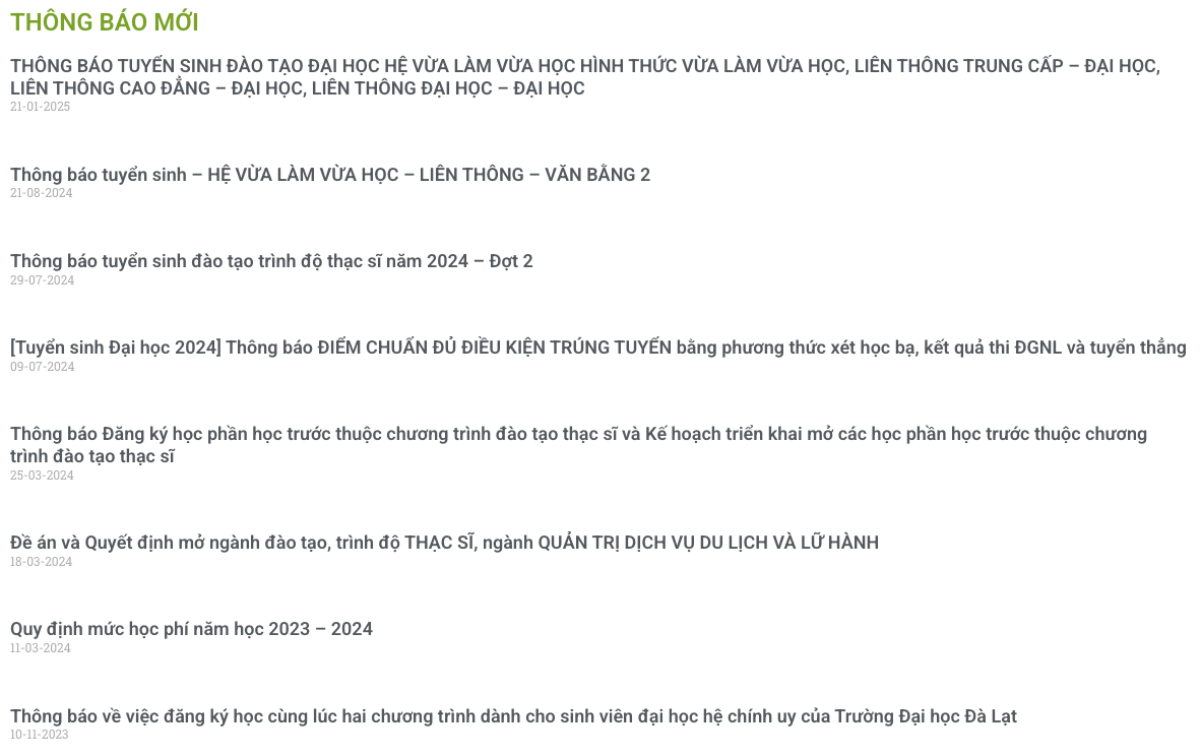 THÔNG BÁO MỚI
THÔNG BÁO TUYỂN SINH ĐÀO TẠO ĐẠI HỌC HỆ VỪA LÀM VỪA HỌC HÌNH THỨC VỪA LÀM VỪA HỌC, LIÊN THÔNG TRUNG CẤP – ĐẠI HỌC,
LIÊN THÔNG CAO ĐẲNG – ĐẠI HỌC, LIÊN THÔNG ĐẠI HỌC – ĐẠI HỌC
21-01-2025
Thông báo tuyển sinh – HỆ VỪA LÀM VỪA HỌC – LIÊN THÔNG – VĂN BẰNG 2
21-08-2024
Thông báo tuyển sinh đào tạo trình độ thạc sĩ năm 2024 – Đợt 2
29-07-2024
[Tuyển sinh Đại học 2024] Thông báo ĐIỂM CHUẨN ĐỦ ĐIỀU KIỆN TRÚNG TUYỂN bằng phương thức xét học bạ, kết quả thi ĐGNL và tuyển thẳng
09-07-2024
Thông báo Đăng ký học phần học trước thuộc chương trình đào tạo thạc sĩ và Kế hoạch triển khai mở các học phần học trước thuộc chương
trình đào tạo thạc sĩ
25-03-2024
Đề án và Quyết định mở ngành đào tạo, trình độ THẠC SĨ, ngành QUẢN TRỊ DỊCH VỤ DU LỊCH VÀ LỮ HÀNH
18-03-2024
Quy định mức học phí năm học 2023 – 2024
11-03-2024
Thông báo về việc đăng ký học cùng lúc hai chương trình dành cho sinh viên đại học hệ chính uy của Trường Đại học Đà Lạt
10-11-2023